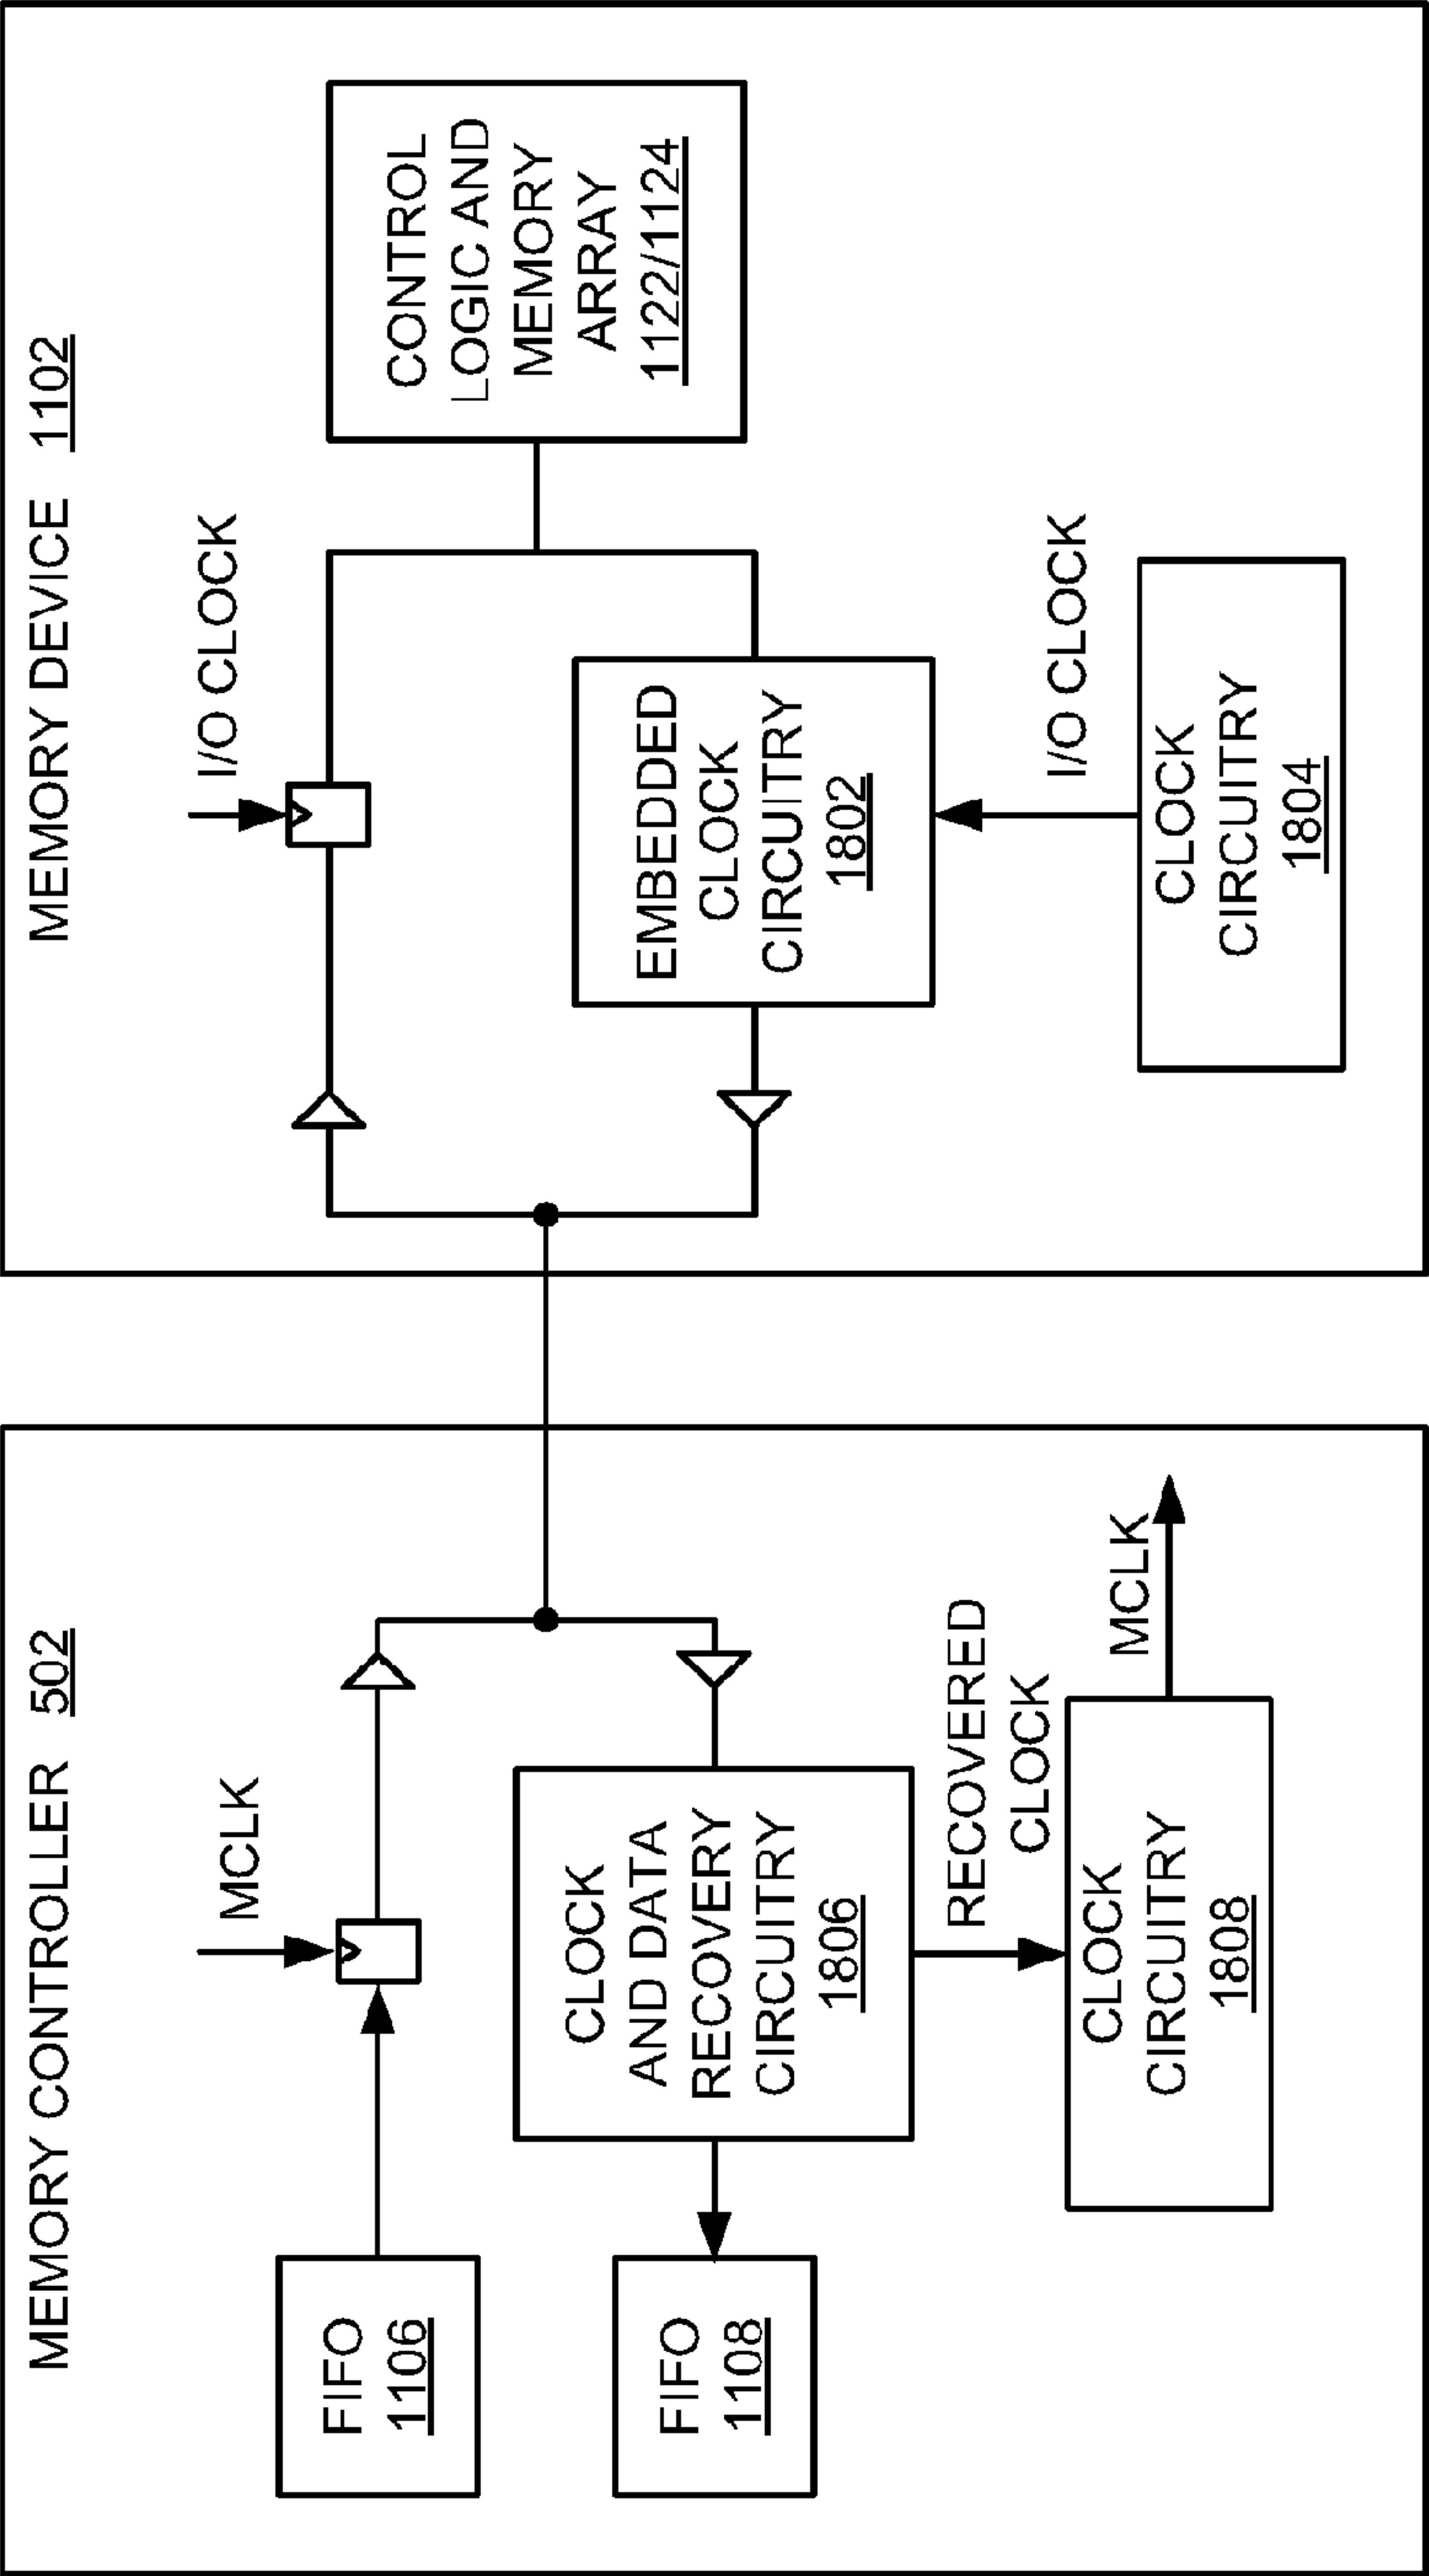 MEMORY CONTROLLER 502
MCLK
FIFO
1106
FIFO
1108
CLOCK
AND DATA
RECOVERY
CIRCUITRY
1806
RECOVERED
CLOCK
MCLK
CLOCK
CIRCUITRY
1808
MEMORY DEVICE 1102
I/O CLOCK
CONTROL
LOGIC AND
MEMORY
ARRAY
1122/1124
EMBEDDED
CLOCK
CIRCUITRY
1802
I/O CLOCK
CLOCK
CIRCUITRY
1804